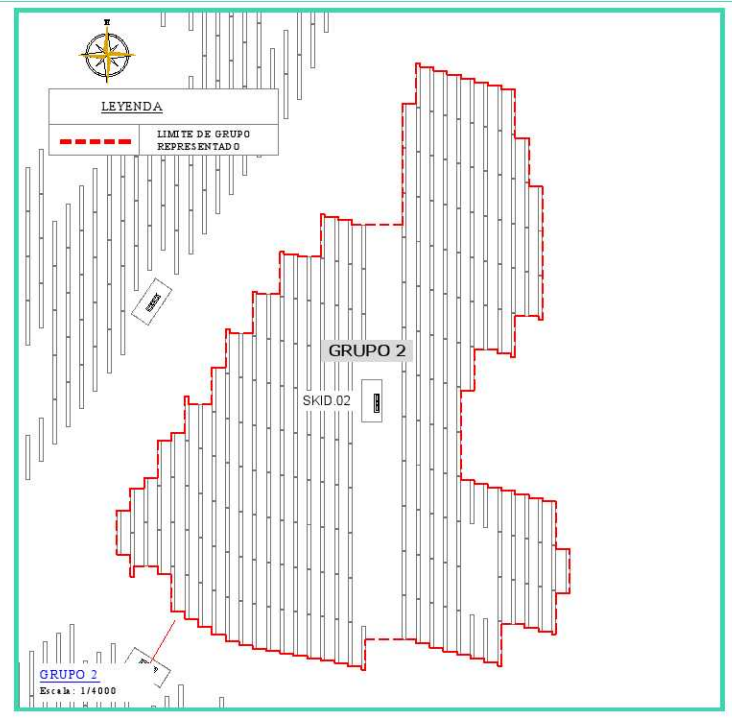 N
LEYENDA
LIMITE DE GRUPO
REPRESENTADO
GRUPO 2
SKID.02
GRUPO 2
Escala: 1/4000